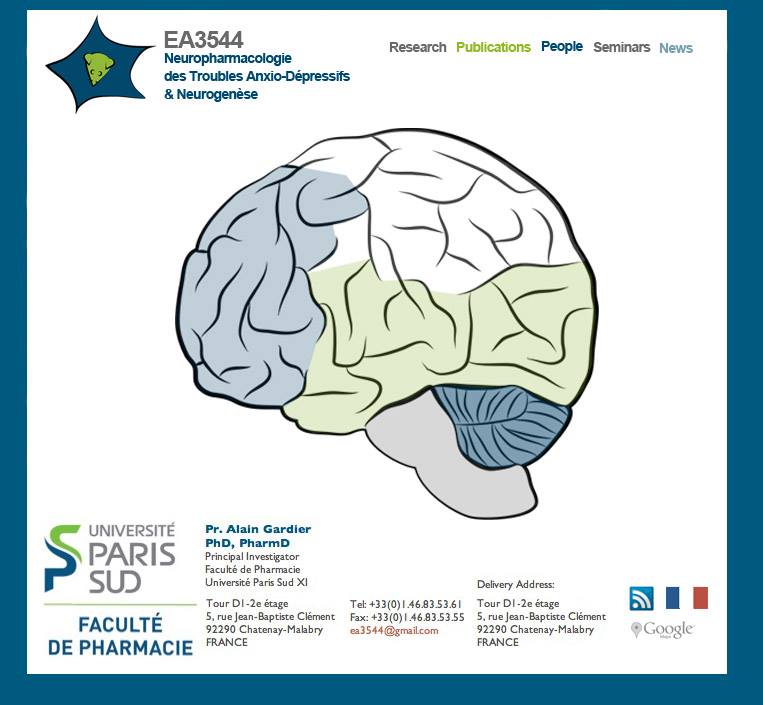 EA3544
Neuropharmacologie
des Troubles Anxio-Dépressifs
& Neurogenèse
Research Publications People Seminars News
UNIVERSITÉ
PARIS
SUD
FACULTÉ
DE PHARMACIE
Pr. Alain Gardier
PhD, PharmD
Principal Investigator
Faculté de Pharmacie
Université Paris Sud XI
Tour D1-2e étage
5, rue Jean-Baptiste Clément
92290 Chatenay-Malabry
FRANCE
Tel: +33(0)1.46.83.53.61
Fax: +33(0)1.46.83.53.55
ea3544@gmail.com
Delivery Address:
Tour D1-2e étage
5, rue Jean-Baptiste Clément
92290 Chatenay-Malabry
FRANCE
Google
Maps